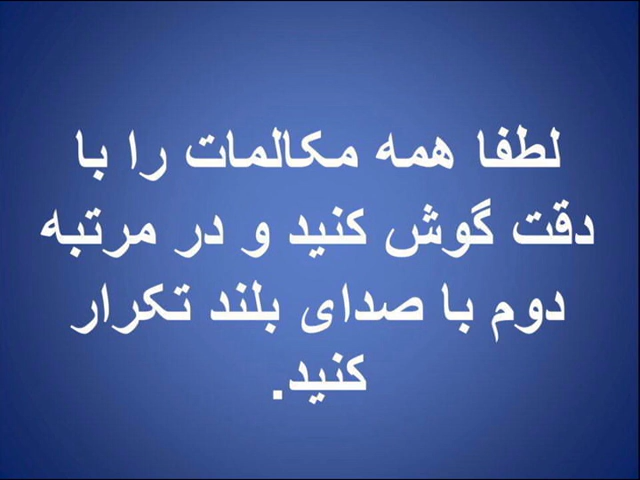 لطفا همه مکالمات را با
دقت گوش کنید و در مرتبه
دوم با صدای بلند تکرار
کنید.